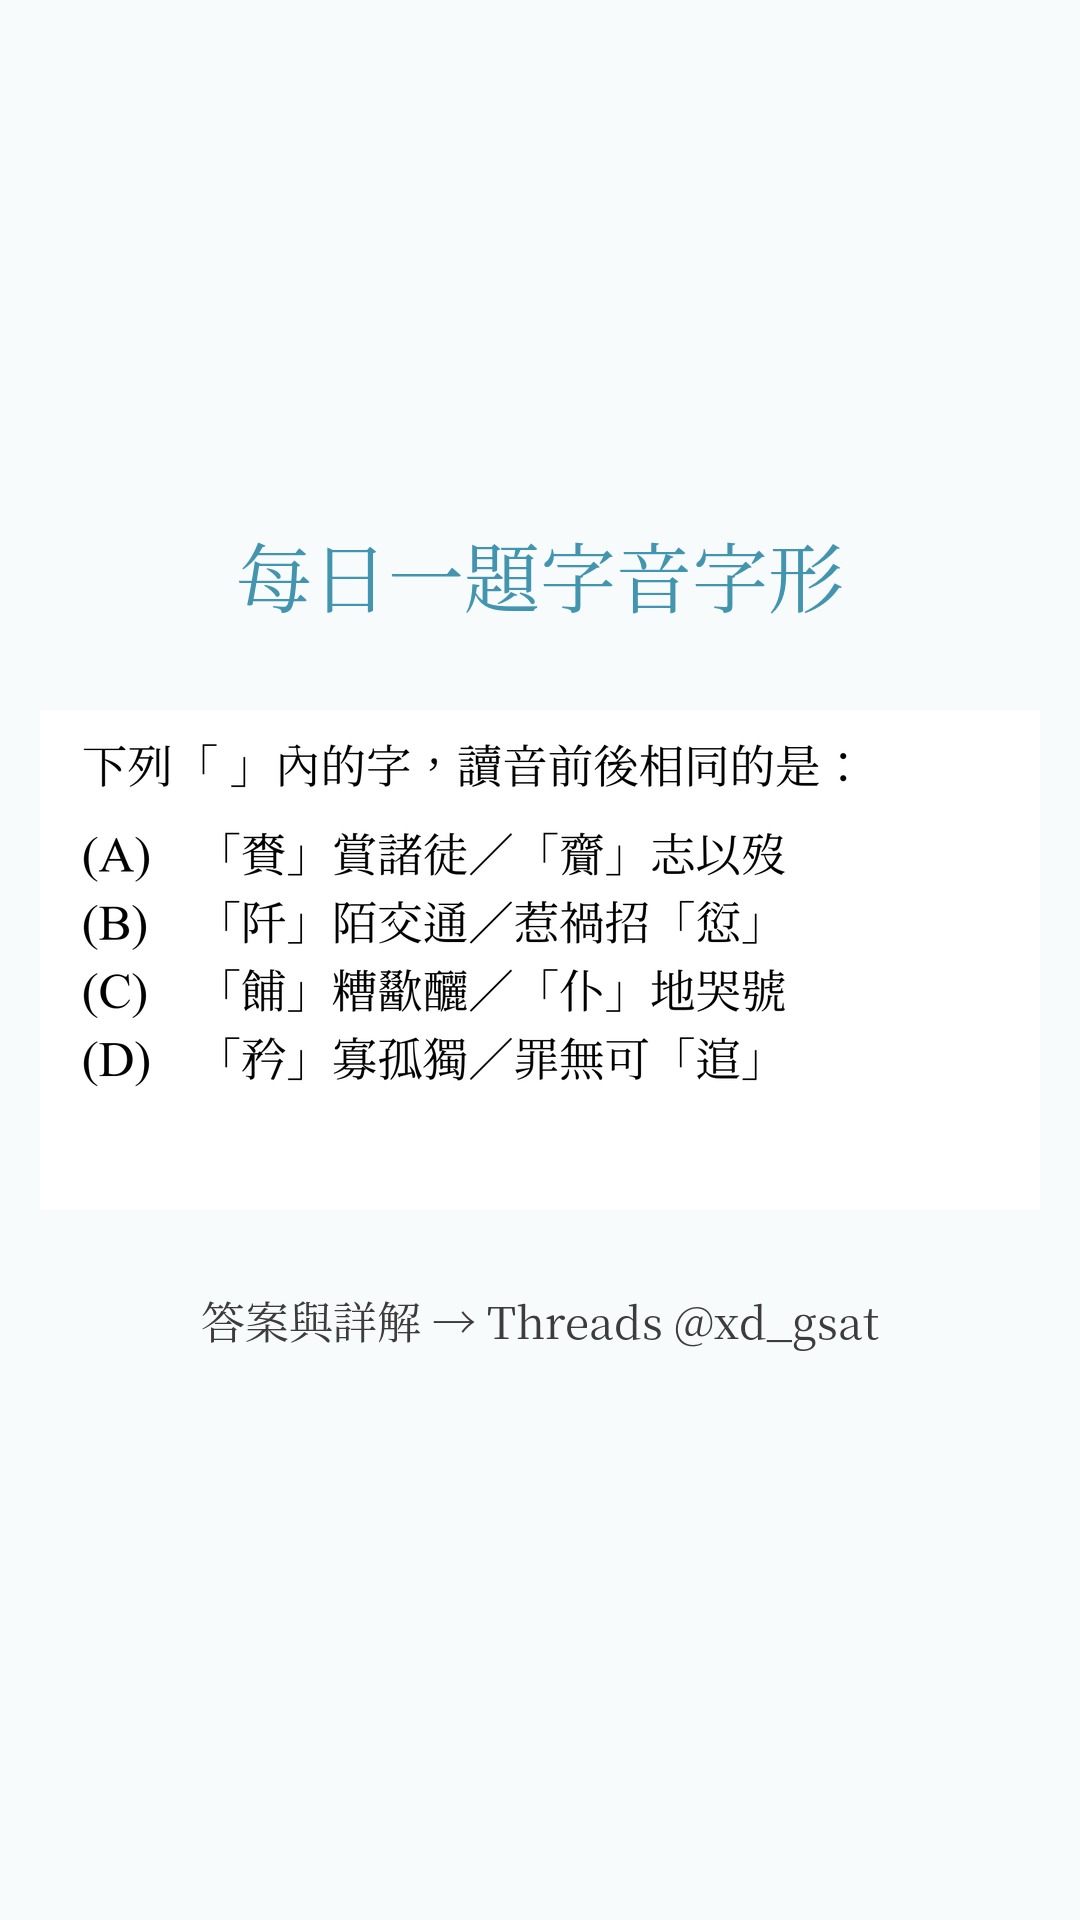 每日一題字音字形
下列「 」內的字，讀音前後相同的是：
(A) 「賚」賞諸徒／「齎」志以歿
(B) 「阡」陌交通／惹禍招「愆」
(C) 「餔」糟歠釃／「仆」地哭號
(D) 「矜」寡孤獨／罪無可「逭」
答案與詳解 → Threads @xd_gsat